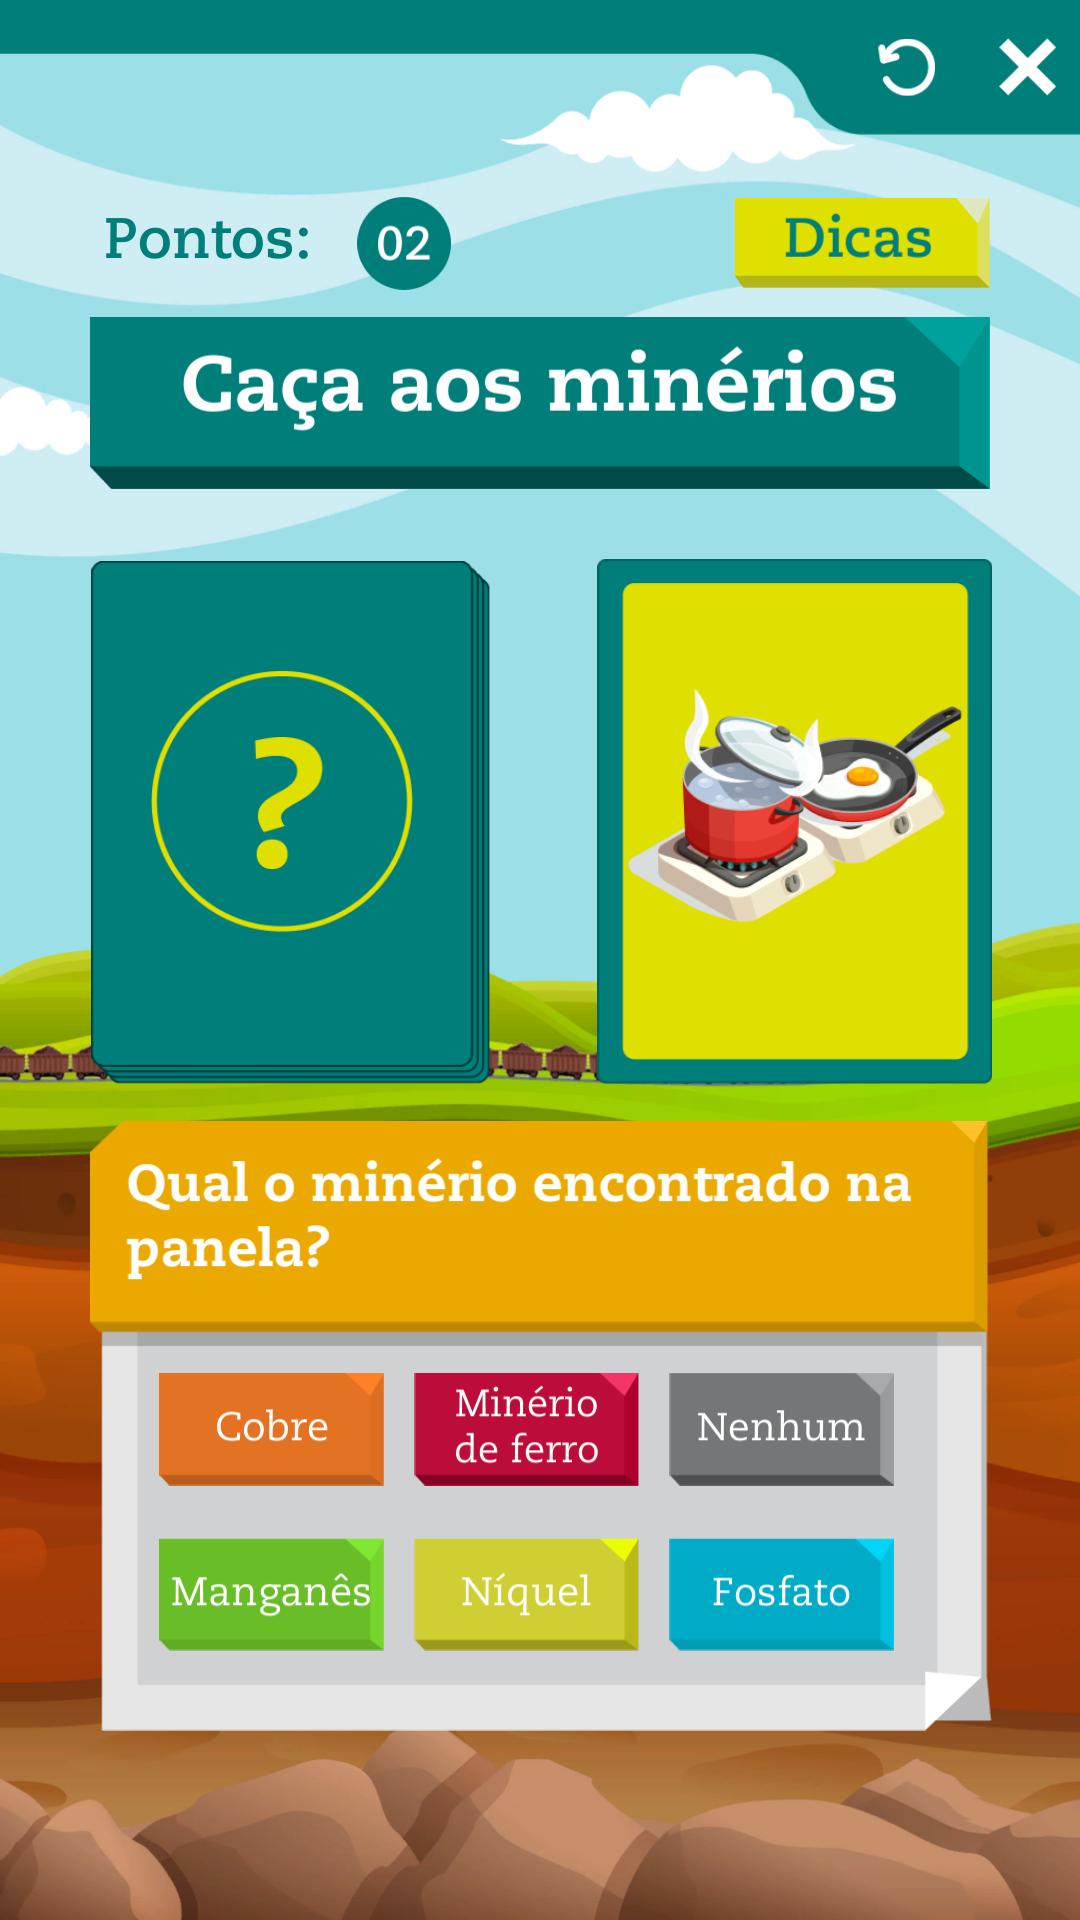 Pontos: 02
Dicas
Caça aos minérios
?
Qual o minério encontrado na
panela?
Cobre
Minério
de ferro
Nenhum
Manganês
Níquel
Fosfato